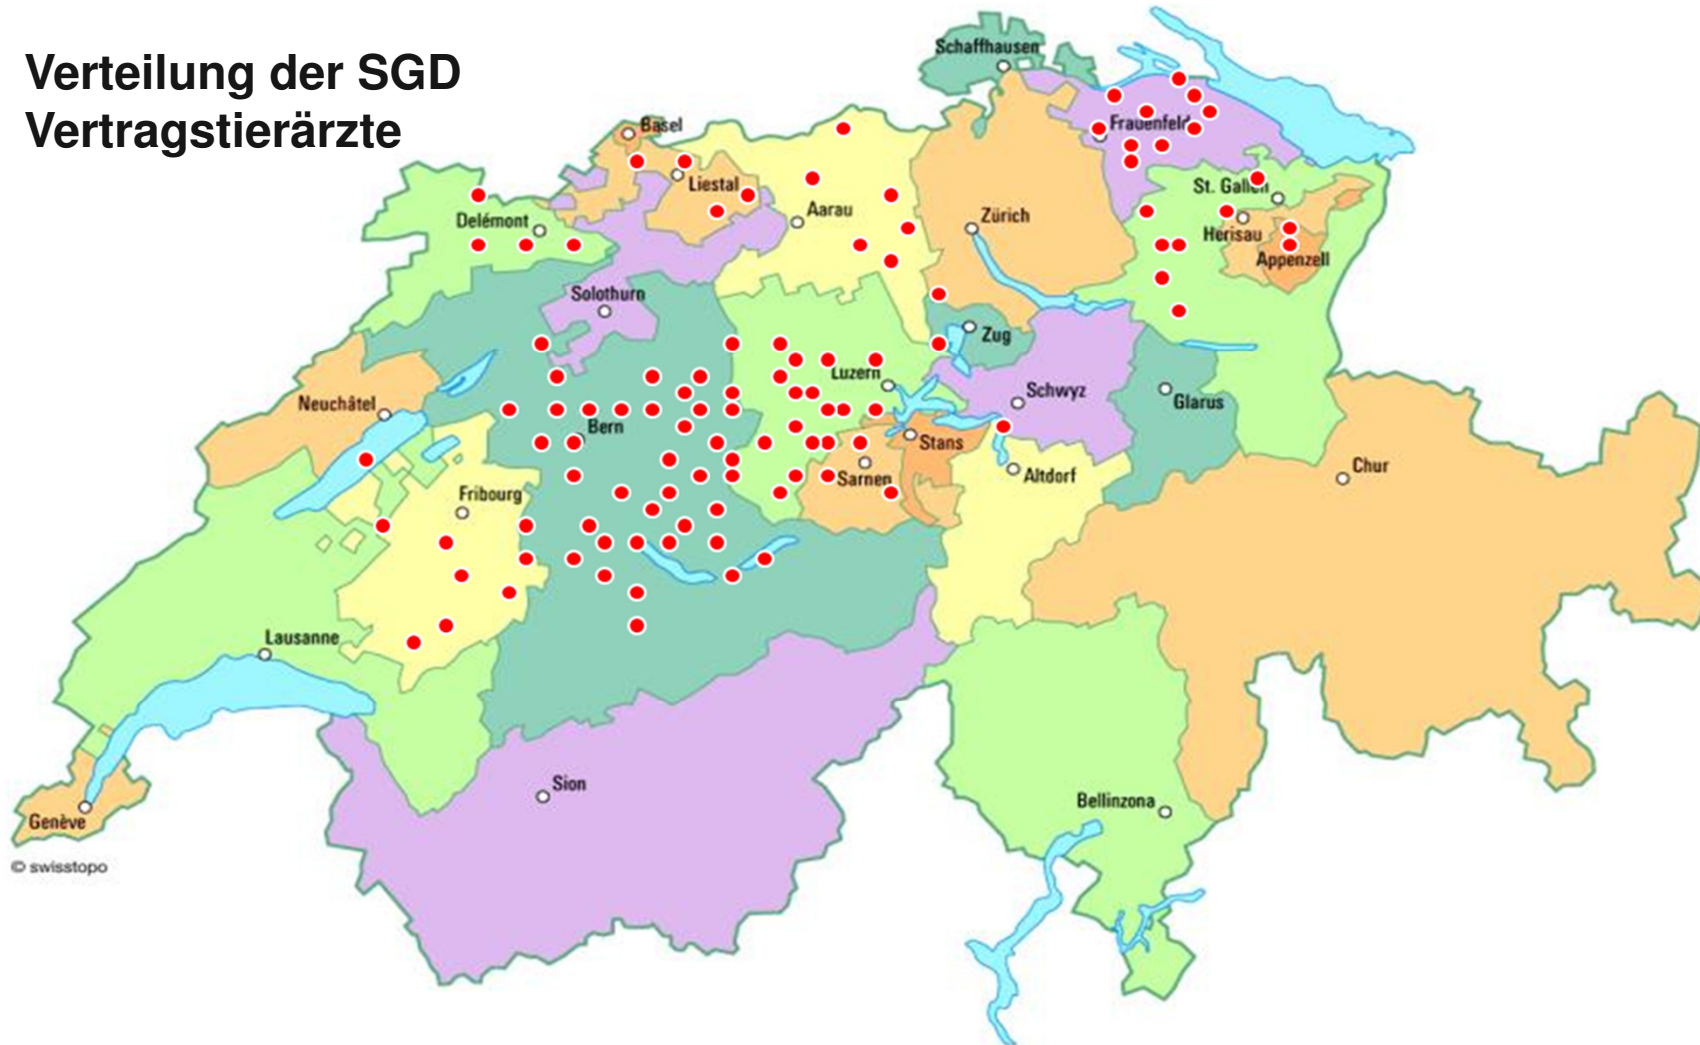 Verteilung der SGD
Vertragstierärzte
Schaffhausen
Basel
Frauenfeld
Liestal
St. Gallen
Delémont
Aarau
Zürich
Herisau
Appenzell
Solothurn
Zug
Luzern
Schwyz
Glarus
Neuchâtel
Bern
Stans
Sarnen
Altdorf
Chur
Fribourg
Lausanne
Sion
Bellinzona
Genève
© swisstopo